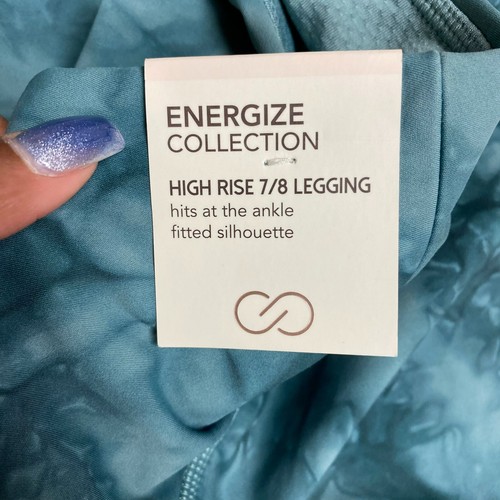 ENERGIZE
COLLECTION
HIGH RISE 7/8 LEGGING
hits at the ankle
fitted silhouette